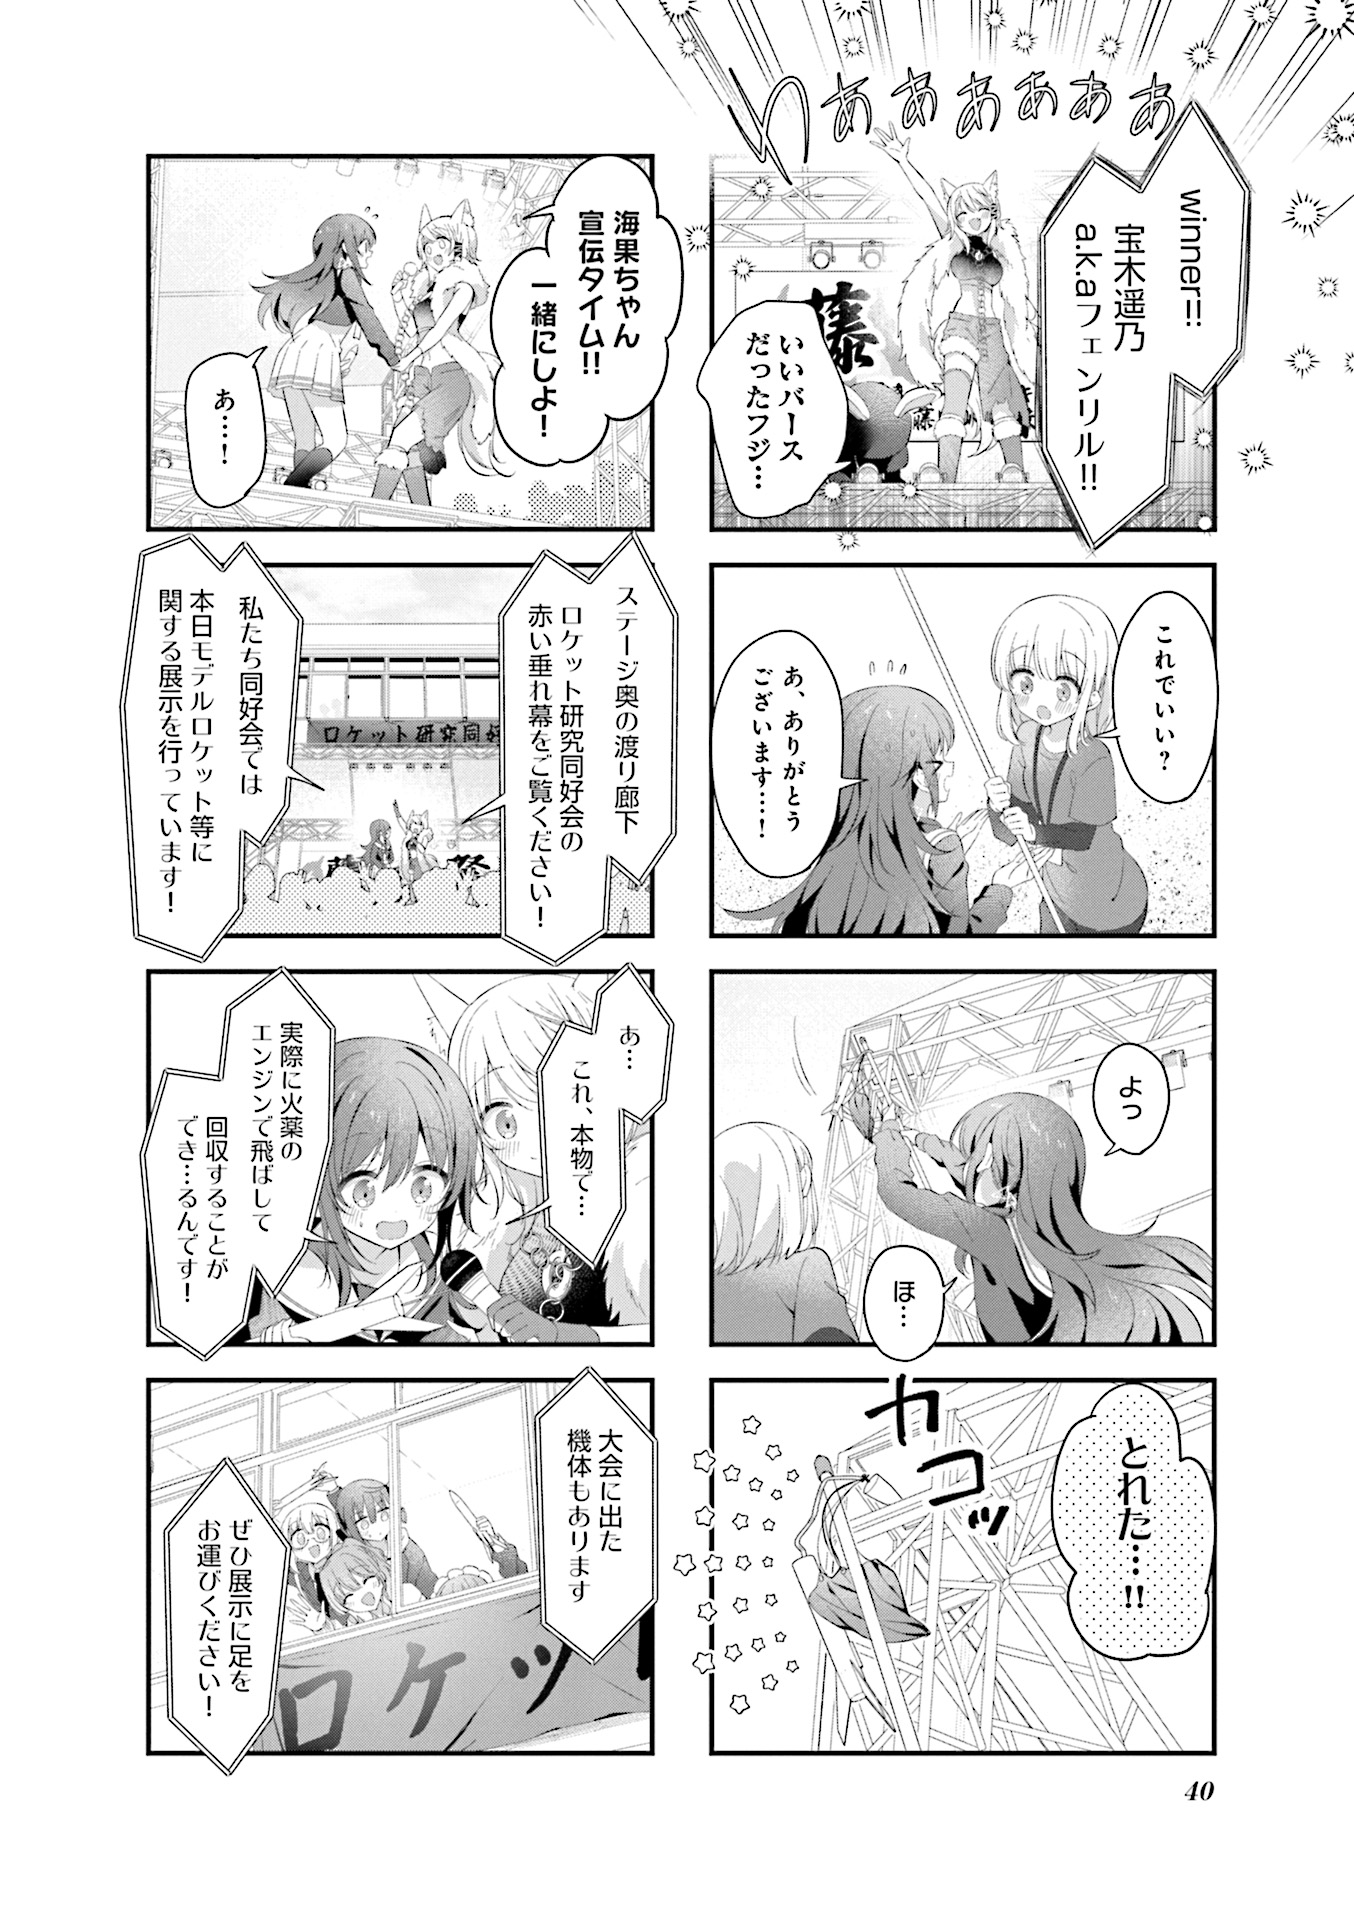 わああああああ
winner!!
宝木遥乃
a.k.aフェンリル!!
いいバース
だったフジ…
藤
これでいい?
あ、ありがとう
ございます…!
よっ
ほ…
とれた…!!
カコッ
海果ちゃん
宣伝タイム!!
一緒にしよ!
あ…!
ステージ奥の渡り廊下
ロケット研究同好会の
赤い垂れ幕をご覧ください!
ロケット研究同好
私たち同好会では
本日モデルロケット等に
関する展示を行っています!
あ…
これ、本物で…
実際に火薬の
エンジンで飛ばして
回収することが
でき…るんです!
大会に出た
機体もあります
ぜひ展示に足を
お運びください!
ロケット
40